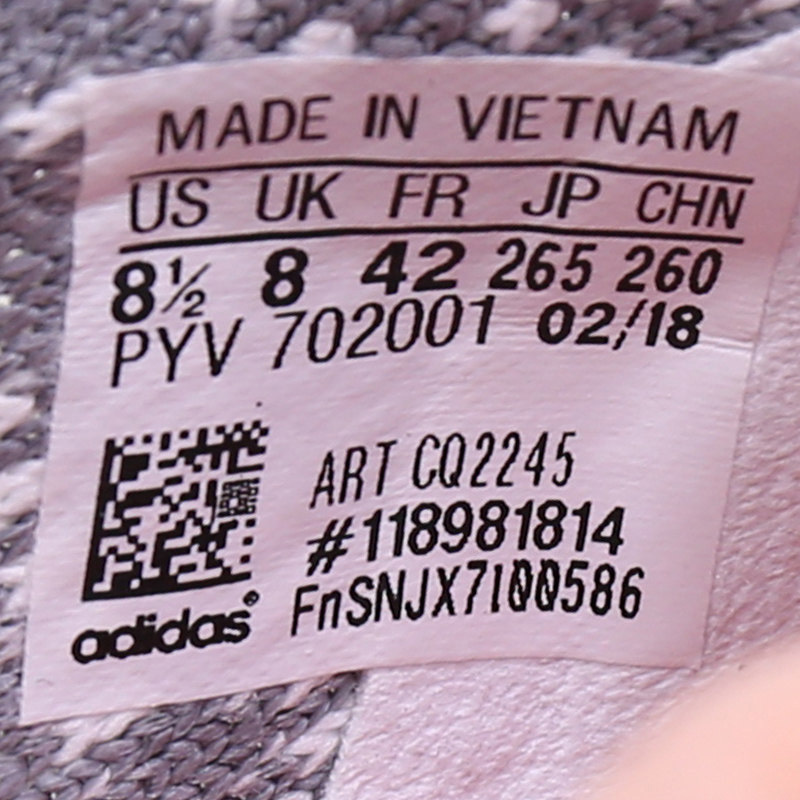 MADE IN VIETNAM
US UK FR JP CHN
8½ 8 42 265 260
PYV 702001 02/18
ART CQ2245
#118981814
FnSNJX7100586
adidas®